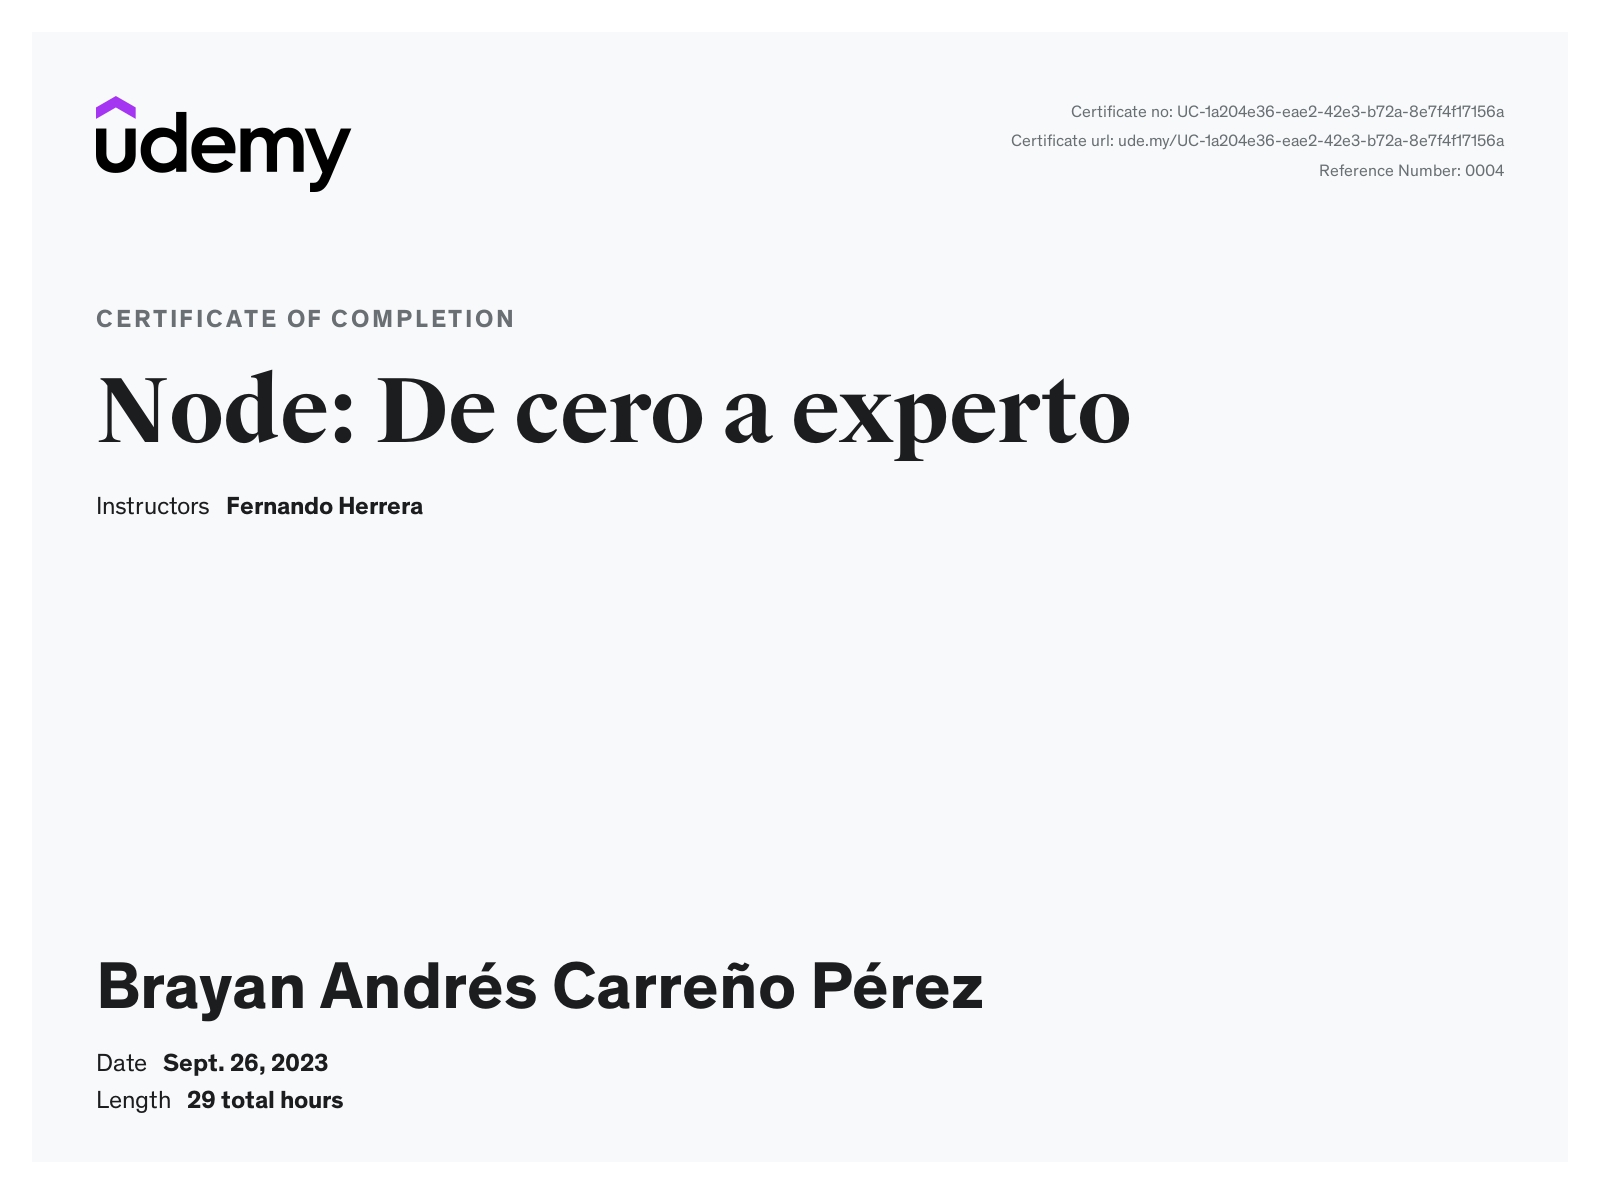 udemy
Certificate no: UC-1a204e36-eae2-42e3-b72a-8e7f4f17156a
Certificate url: ude.my/UC-1a204e36-eae2-42e3-b72a-8e7f4f17156a
Reference Number: 0004
CERTIFICATE OF COMPLETION
Node: De cero a experto
Instructors Fernando Herrera
Brayan Andrés Carreño Pérez
Date Sept. 26, 2023
Length 29 total hours